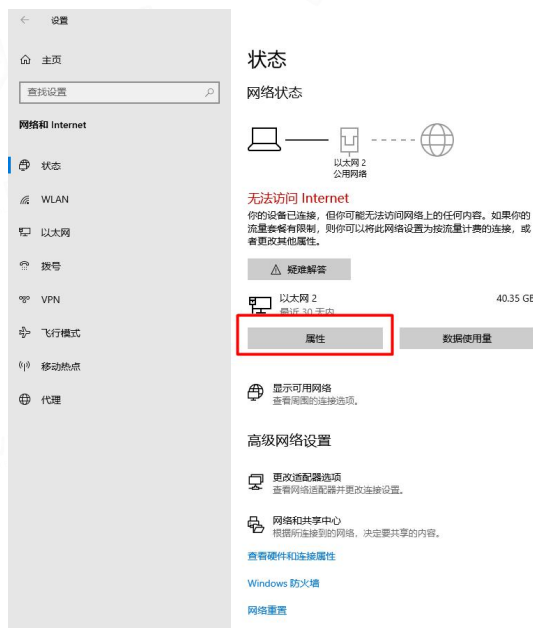 设置
主页
查找设置
网络和 Internet
状态
WLAN
以太网
拨号
VPN
飞行模式
移动热点
代理
状态
网络状态
以太网 2
公用网络
无法访问 Internet
你的设备已连接，但你可能无法访问网络上的任何内容。如果你的
流量套餐有限制，则你可以将此网络设置为按流量计费的连接，或
者更改其他属性。
疑难解答
以太网 2
40.35 GB
最近 30 天内
属性
数据使用量
显示可用网络
查看周围的连接选项。
高级网络设置
更改适配器选项
查看网络适配器并更改连接设置。
网络和共享中心
根据所连接到的网络，决定要共享的内容。
查看硬件和连接属性
Windows 防火墙
网络重置